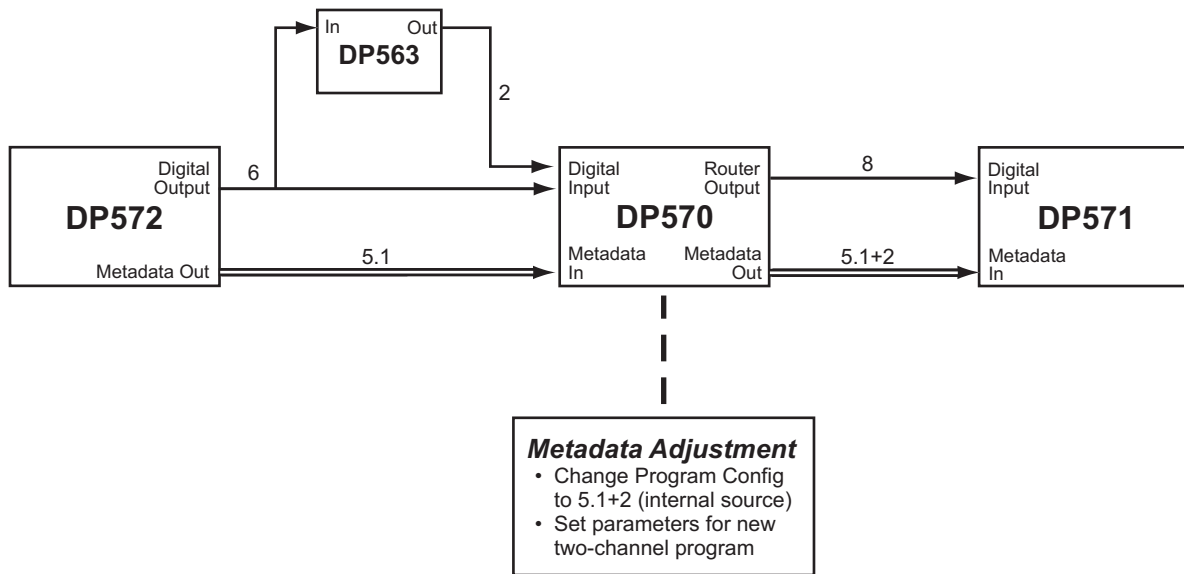 In Out
DP563
2
Digital
Output
6
DP572
Metadata Out
5.1
Digital
Input
Router
Output
DP570
Metadata
In
Metadata
Out
8
5.1+2
Digital
Input
DP571
Metadata
In
Metadata Adjustment
• Change Program Config
to 5.1+2 (internal source)
• Set parameters for new
two-channel program